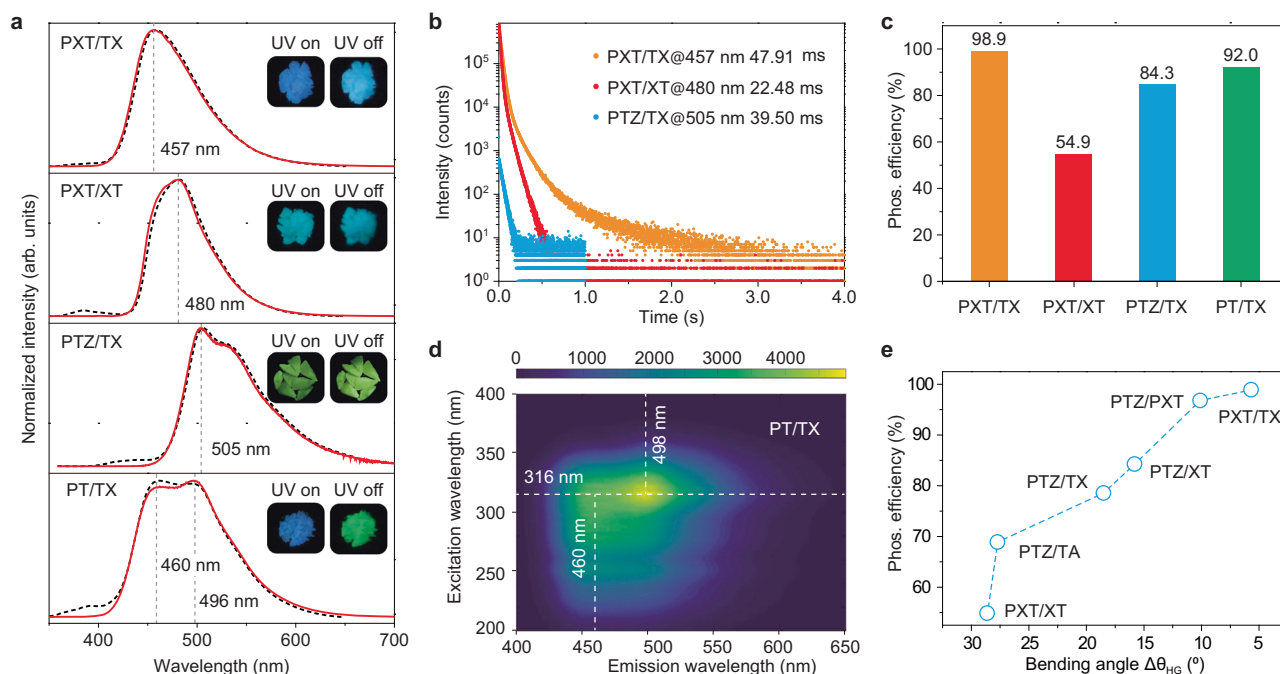 a
PXT/TX
UV on UV off
457 nm
PXT/XT
UV on UV off
480 nm
PTZ/TX
UV on UV off
505 nm
PT/TX
UV on UV off
460 nm
496 nm
Normalized intensity (arb. units)
400 500 600 700
Wavelength (nm)
b
PXT/TX@457 nm 47.91 ms
PXT/XT@480 nm 22.48 ms
PTZ/TX@505 nm 39.50 ms
Intensity (counts)
10⁵
10⁴
10³
10²
10¹
10⁰
0.0 1.0 2.0 3.0 4.0
Time (s)
c
Phos. efficiency (%)
100
80
60
40
20
0
98.9
54.9
84.3
92.0
PXT/TX PXT/XT PTZ/TX PT/TX
d
0 1000 2000 3000 4000
Excitation wavelength (nm)
400
350
300
250
200
PT/TX
498 nm
316 nm
460 nm
400 450 500 550 600 650
Emission wavelength (nm)
e
Phos. efficiency (%)
100
90
80
70
60
PTZ/PXT
PXT/TX
PTZ/XT
PTZ/TX
PTZ/TA
PXT/XT
30 25 20 15 10 5
Bending angle Δθ_HG (º)